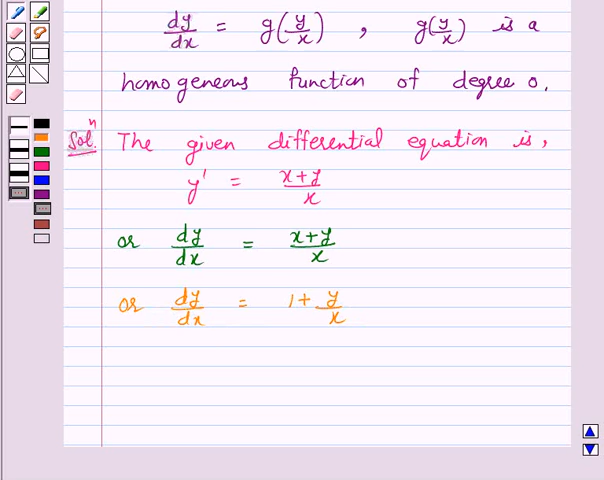 dy/dx = g(y/x) , g(y/x) is a
homogeneous function of degree 0.
Solⁿ. The given differential equation is,
y' = x+y/x
or dy/dx = x+y/x
or dy/dx = 1 + y/x